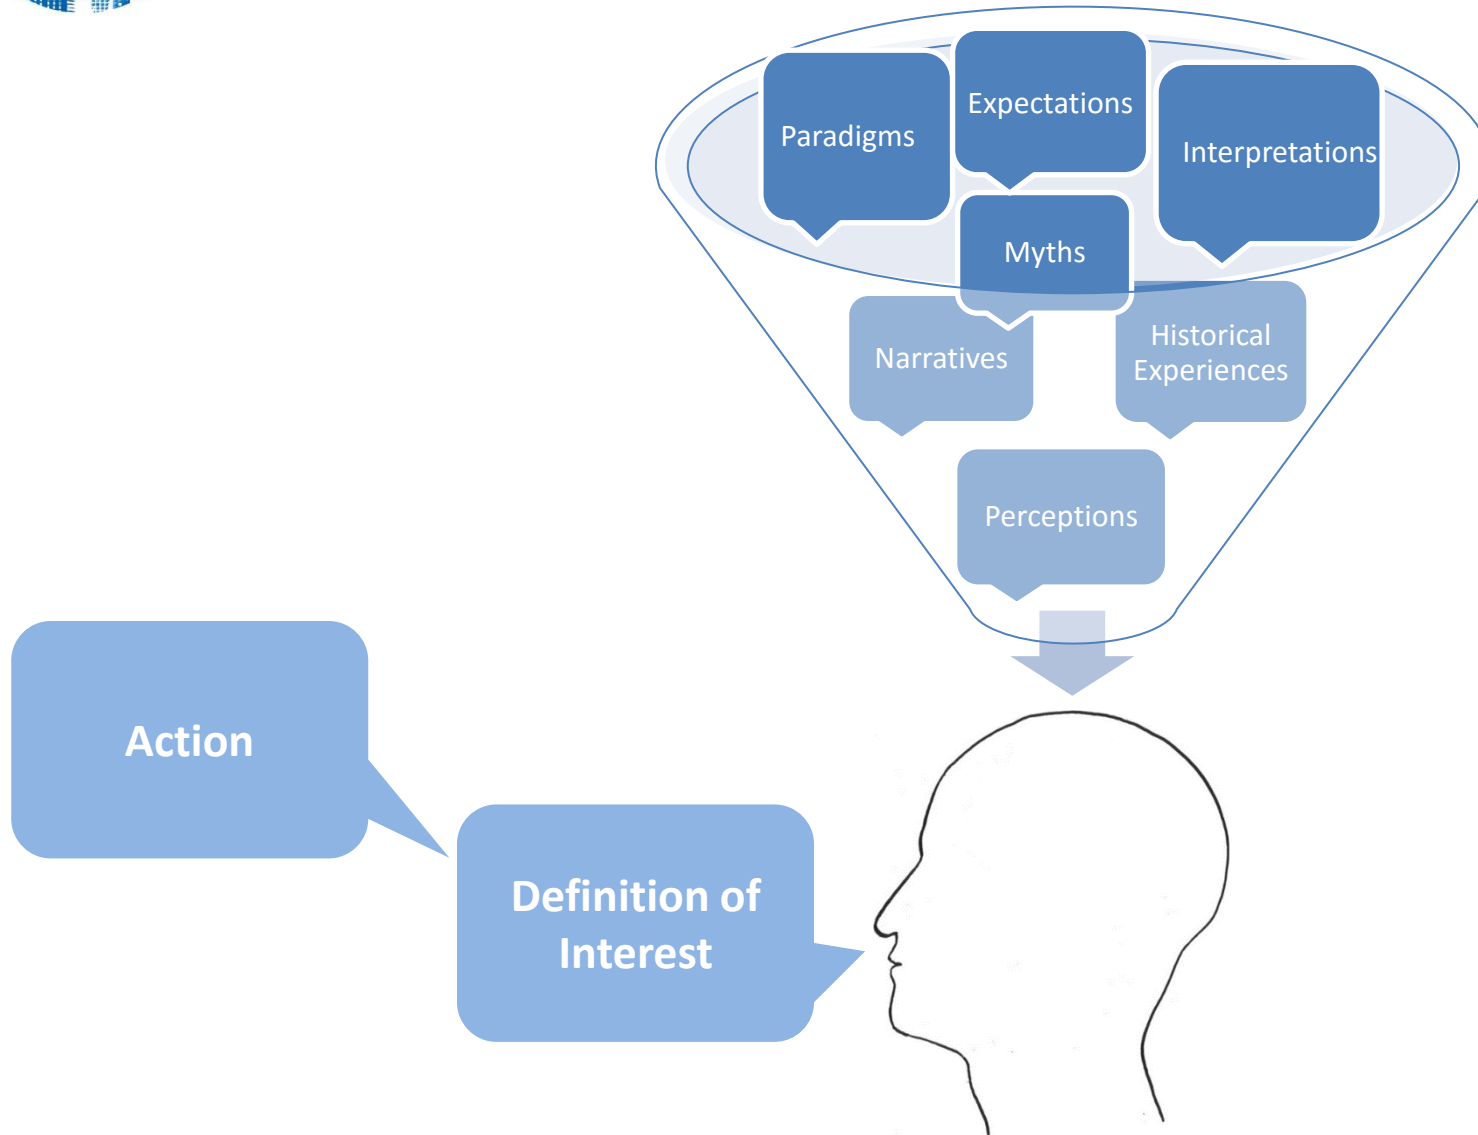 Expectations
Paradigms
Interpretations
Myths
Historical
Experiences
Narratives
Perceptions
Action
Definition of
Interest